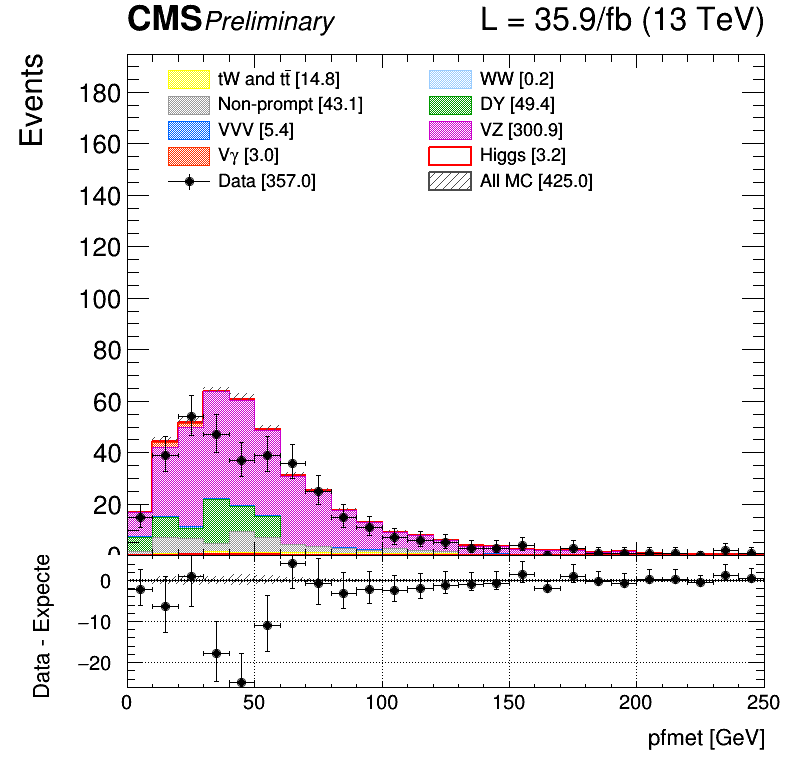 CMS Preliminary L = 35.9/fb (13 TeV)
Events
tW and tt̄ [14.8] WW [0.2]
Non-prompt [43.1] DY [49.4]
VVV [5.4] VZ [300.9]
Vγ [3.0] Higgs [3.2]
Data [357.0] All MC [425.0]
180
160
140
120
100
80
60
40
20
0
Data - Expecte
0
−10
−20
0 50 100 150 200 250
pfmet [GeV]